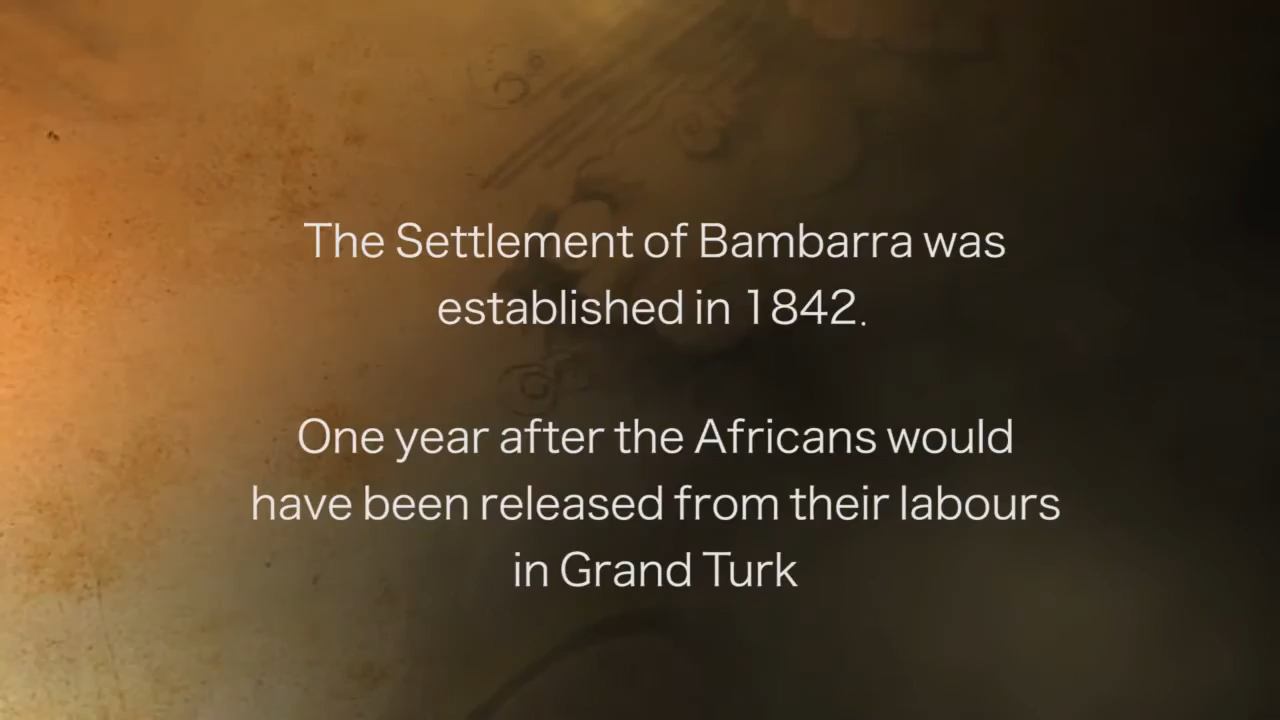 The Settlement of Bambarra was
established in 1842.
One year after the Africans would
have been released from their labours
in Grand Turk